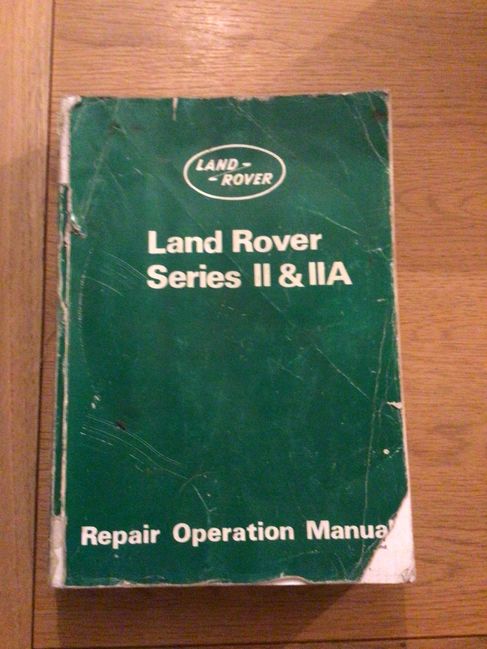 LAND-
-ROVER
Land Rover
Series II & IIA
Repair Operation Manual